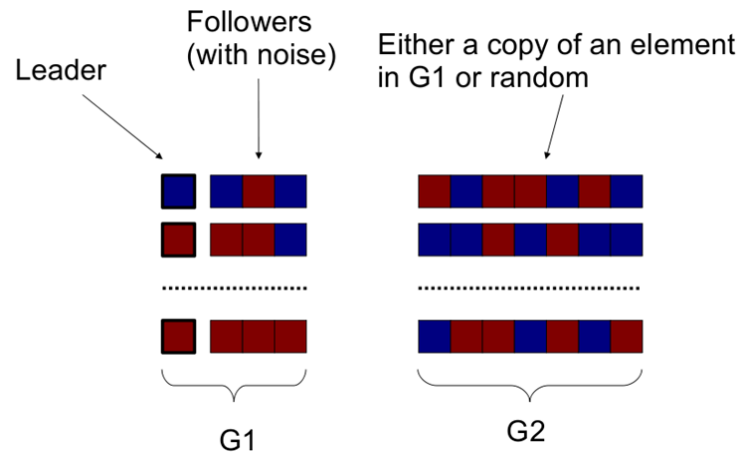 Leader
Followers
(with noise)
Either a copy of an element
in G1 or random
G1
G2